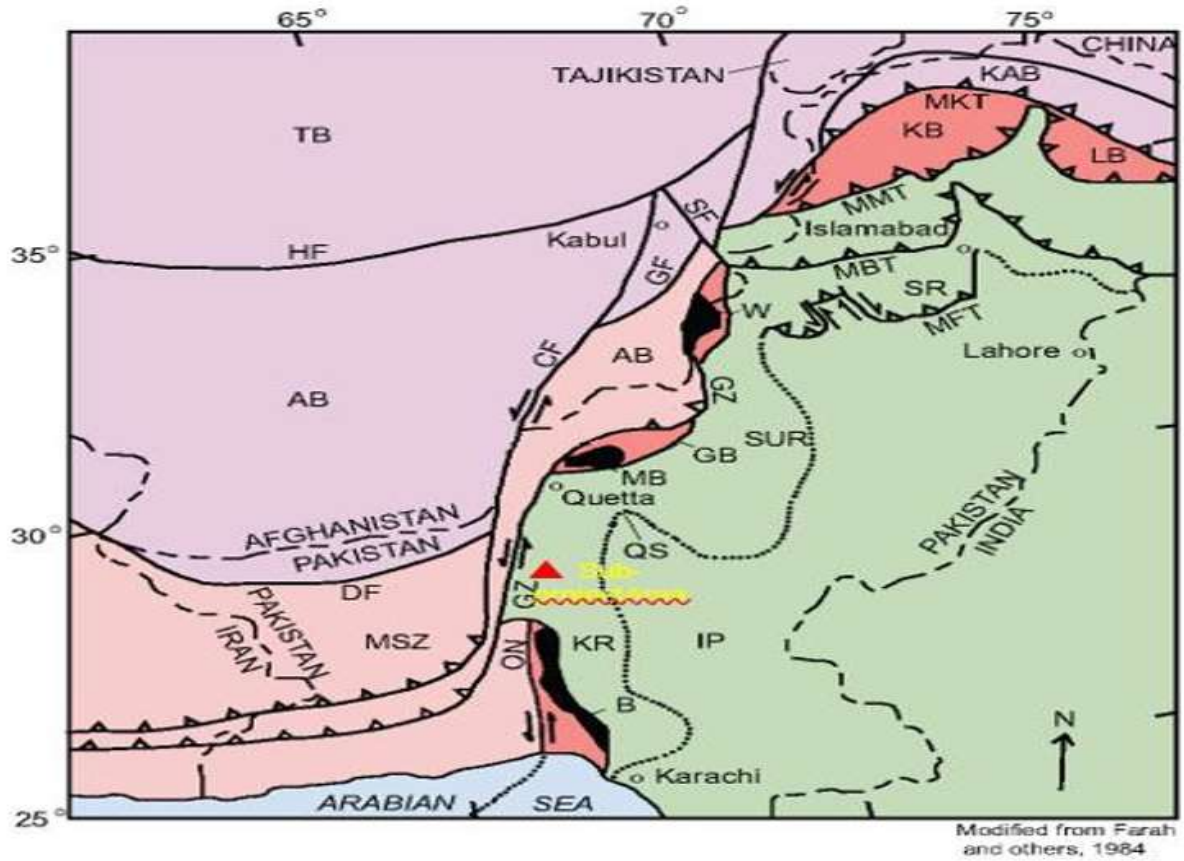 65°
70°
75°
CHINA
TAJIKISTAN
KAB
MKT
TB
KB
LB
SF
MMT
Kabul
Islamabad
35°
HF
GF
MBT
SR
W
MFT
CF
AB
Lahore
AB
GZ
SUR
GB
MB
Quetta
PAKISTAN
INDIA
AFGHANISTAN
PAKISTAN
30°
QS
Sub-
DF
GZ
PAKISTAN
IRAN
MSZ
ON
KR
IP
B
N
Karachi
ARABIAN SEA
25°
Modified from Farah
and others, 1984